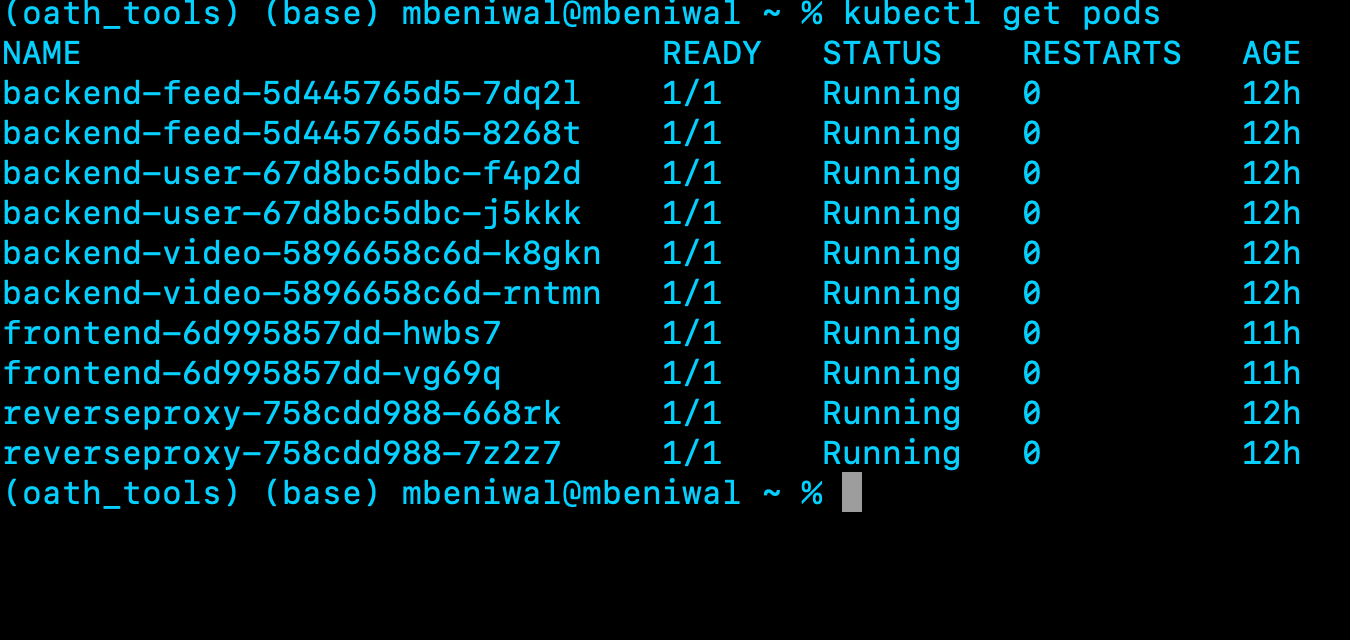 (oath_tools) (base) mbeniwal@mbeniwal ~ % kubectl get pods
NAME READY STATUS RESTARTS AGE
backend-feed-5d445765d5-7dq2l 1/1 Running 0 12h
backend-feed-5d445765d5-8268t 1/1 Running 0 12h
backend-user-67d8bc5dbc-f4p2d 1/1 Running 0 12h
backend-user-67d8bc5dbc-j5kkk 1/1 Running 0 12h
backend-video-5896658c6d-k8gkn 1/1 Running 0 12h
backend-video-5896658c6d-rntmn 1/1 Running 0 12h
frontend-6d995857dd-hwbs7 1/1 Running 0 11h
frontend-6d995857dd-vg69q 1/1 Running 0 11h
reverseproxy-758cdd988-668rk 1/1 Running 0 12h
reverseproxy-758cdd988-7z2z7 1/1 Running 0 12h
(oath_tools) (base) mbeniwal@mbeniwal ~ %